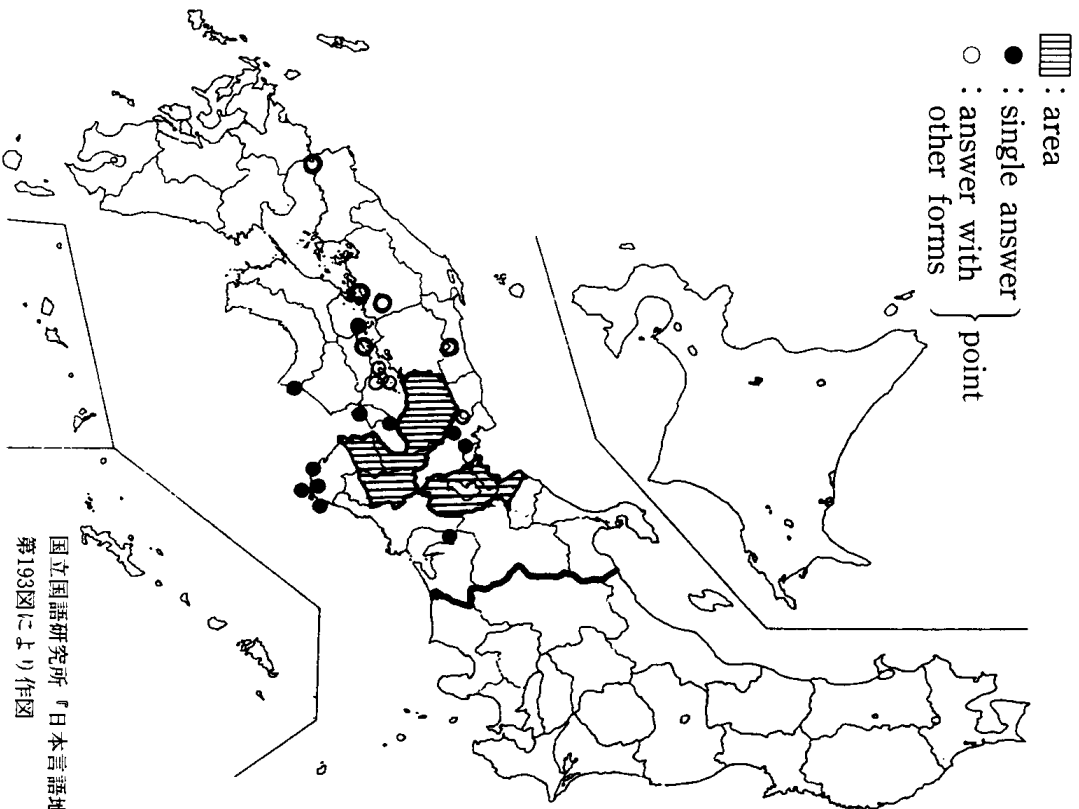 : area
● : single answer
○ : answer with
other forms
} point
国立国語研究所『日本言語地
第193図により作図